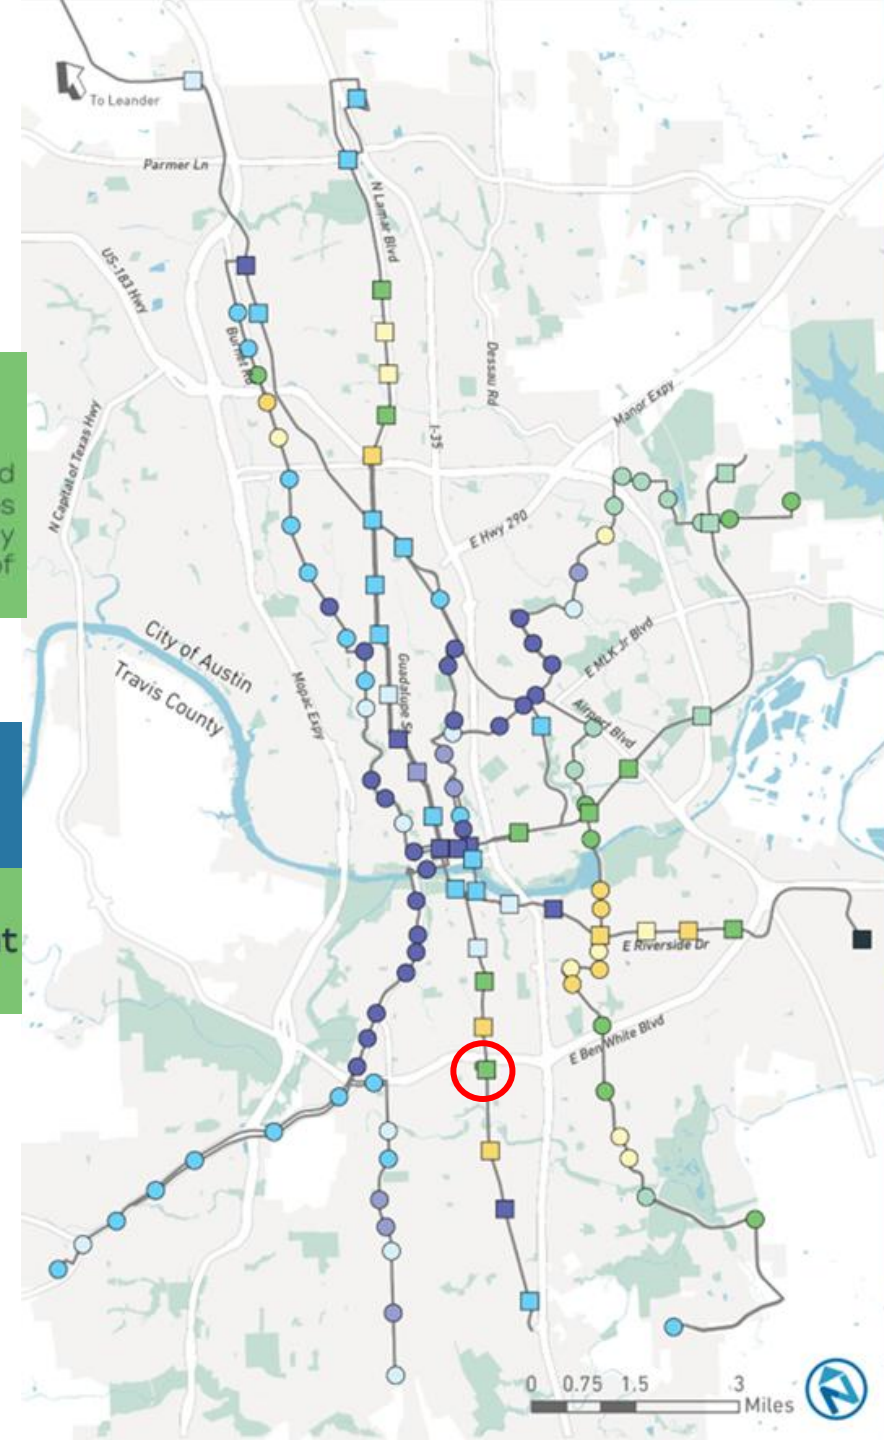 To Leander
Parmer Ln
N Lamar Blvd
US-183 Hwy
Burnet Rd
Dessau Rd
Manor Expy
N Capital of Texas Hwy
I-35
E Hwy 290
d
s
y
of
City of Austin
Travis County
E MLK Jr Blvd
Guadalupe St
Mopac Expy
Airport Blvd
t
E Riverside Dr
E Ben White Blvd
0 0.75 1.5 3
Miles